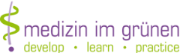 medizin im grünen
develop • learn • practice